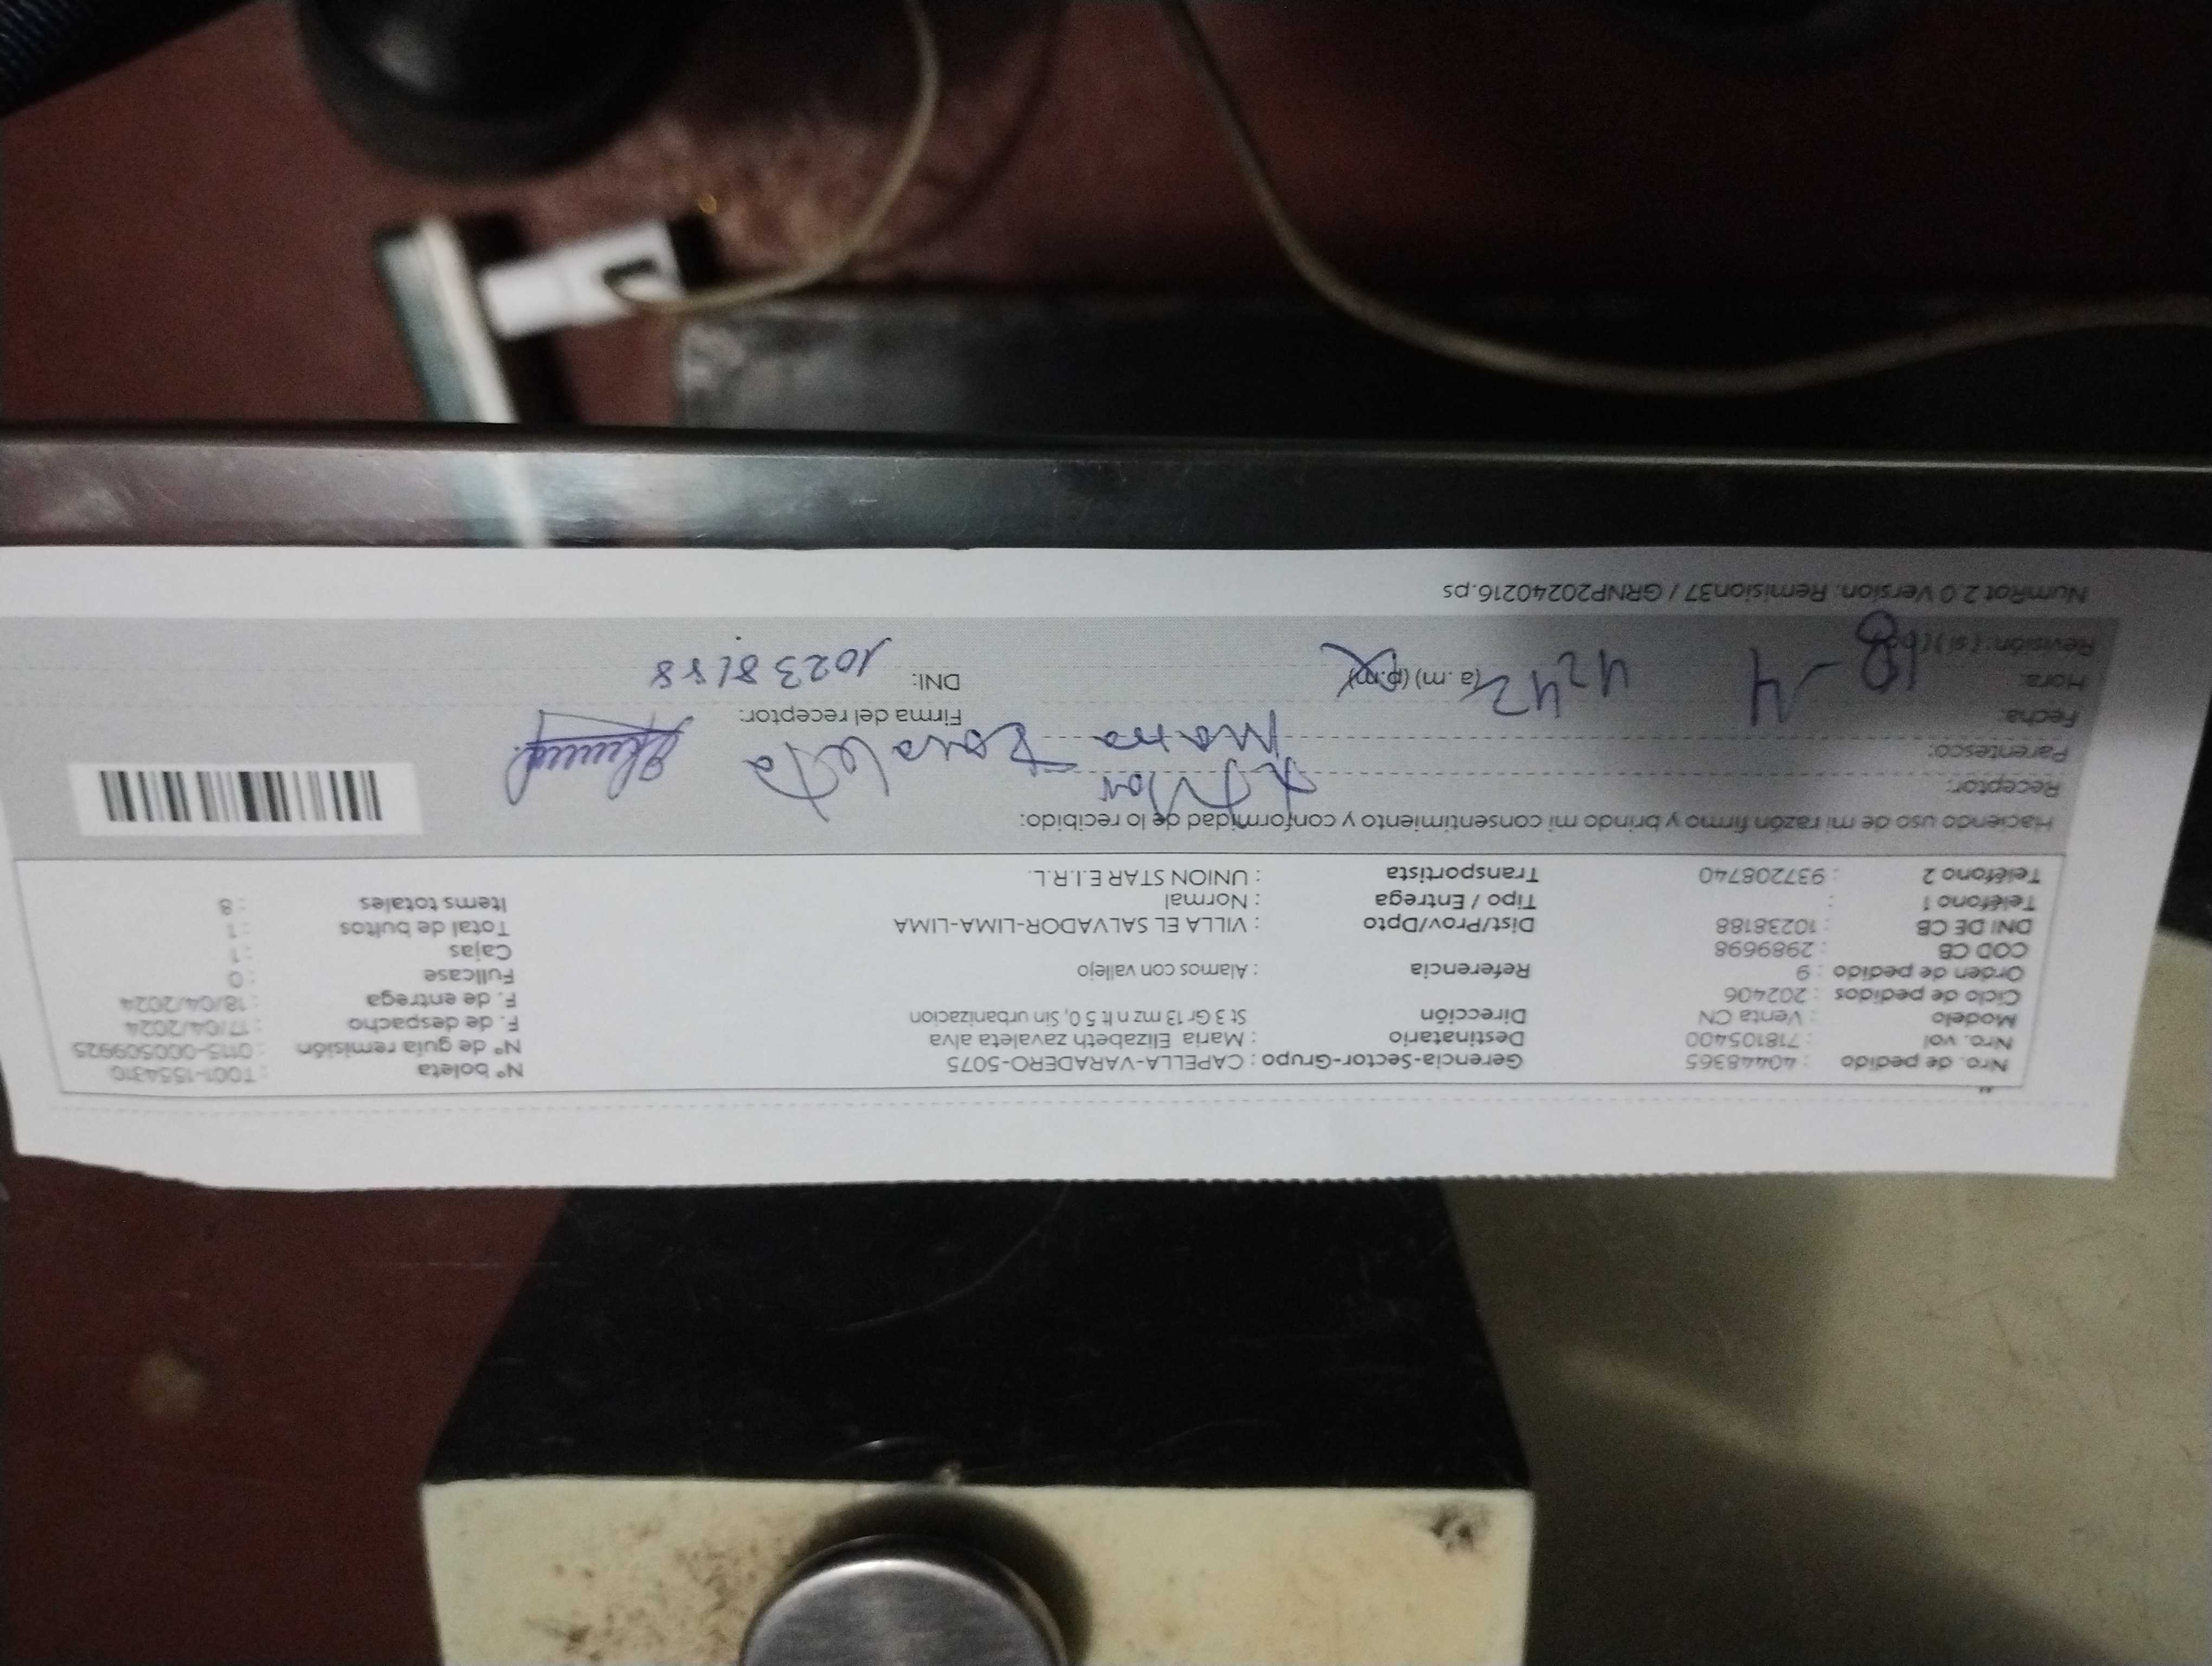 Nro. de pedido : 40448365 Gerencia-Sector-Grupo : CAPELLA-VARADERO-5075 N° boleta : T001-1554310
Nro. vol : 718105400 Destinatario : Maria Elizabeth zavaleta alva N° de guía remisión : 0115-000509925
Modelo : Venta CN Dirección St 3 Gr 13 mz n lt 5 0, Sin urbanizacion F. de despacho : 17/04/2024
Ciclo de pedidos : 202406 F. de entrega : 18/04/2024
Orden de pedido : 9 Referencia : Alamos con vallejo Fullcase : 0
COD CB : 2989698 Cajas : 1
DNI DE CB : 10238188 Dist/Prov/Dpto : VILLA EL SALVADOR-LIMA-LIMA Total de bultos : 1
Teléfono 1 : Tipo / Entrega : Normal Items totales : 8
Teléfono 2 : 937208740 Transportista : UNION STAR E.I.R.L.
Haciendo uso de mi razón firmo y brindo mi consentimiento y conformidad de lo recibido:
Receptor:
Parentesco: Maria Zavaleta
Fecha: Firma del receptor:
Hora: 18 4 4242 (a.m) (p.m) DNI: 10238188
Revisión: (si) (no)
NumRot 2.0 Version: Remision37 / GRNP20240216.ps